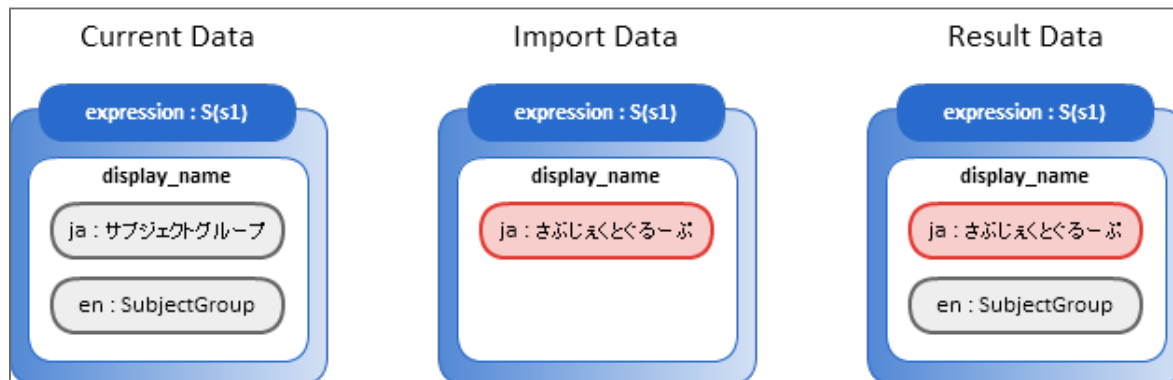 Current Data
Import Data
Result Data
expression : S(s1)
expression : S(s1)
expression : S(s1)
display_name
display_name
display_name
ja : サブジェクトグループ
ja : さぶじぇくとぐるーぷ
ja : さぶじぇくとぐるーぷ
en : SubjectGroup
en : SubjectGroup